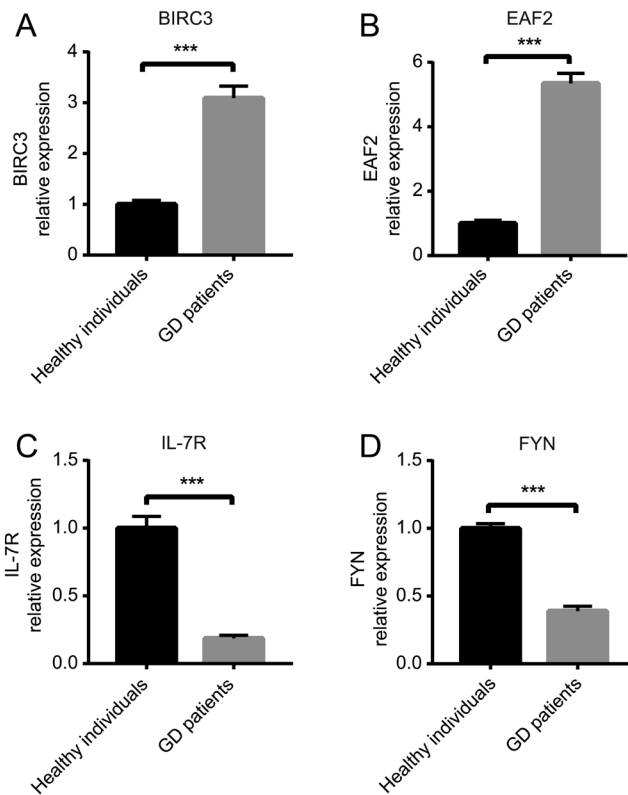 A
BIRC3
***
BIRC3
relative expression
4
3
2
1
0
Healthy individuals
GD patients
B
EAF2
***
EAF2
relative expression
6
4
2
0
Healthy individuals
GD patients
C
IL-7R
***
IL-7R
relative expression
1.5
1.0
0.5
0.0
Healthy individuals
GD patients
D
FYN
***
FYN
relative expression
1.5
1.0
0.5
0.0
Healthy individuals
GD patients